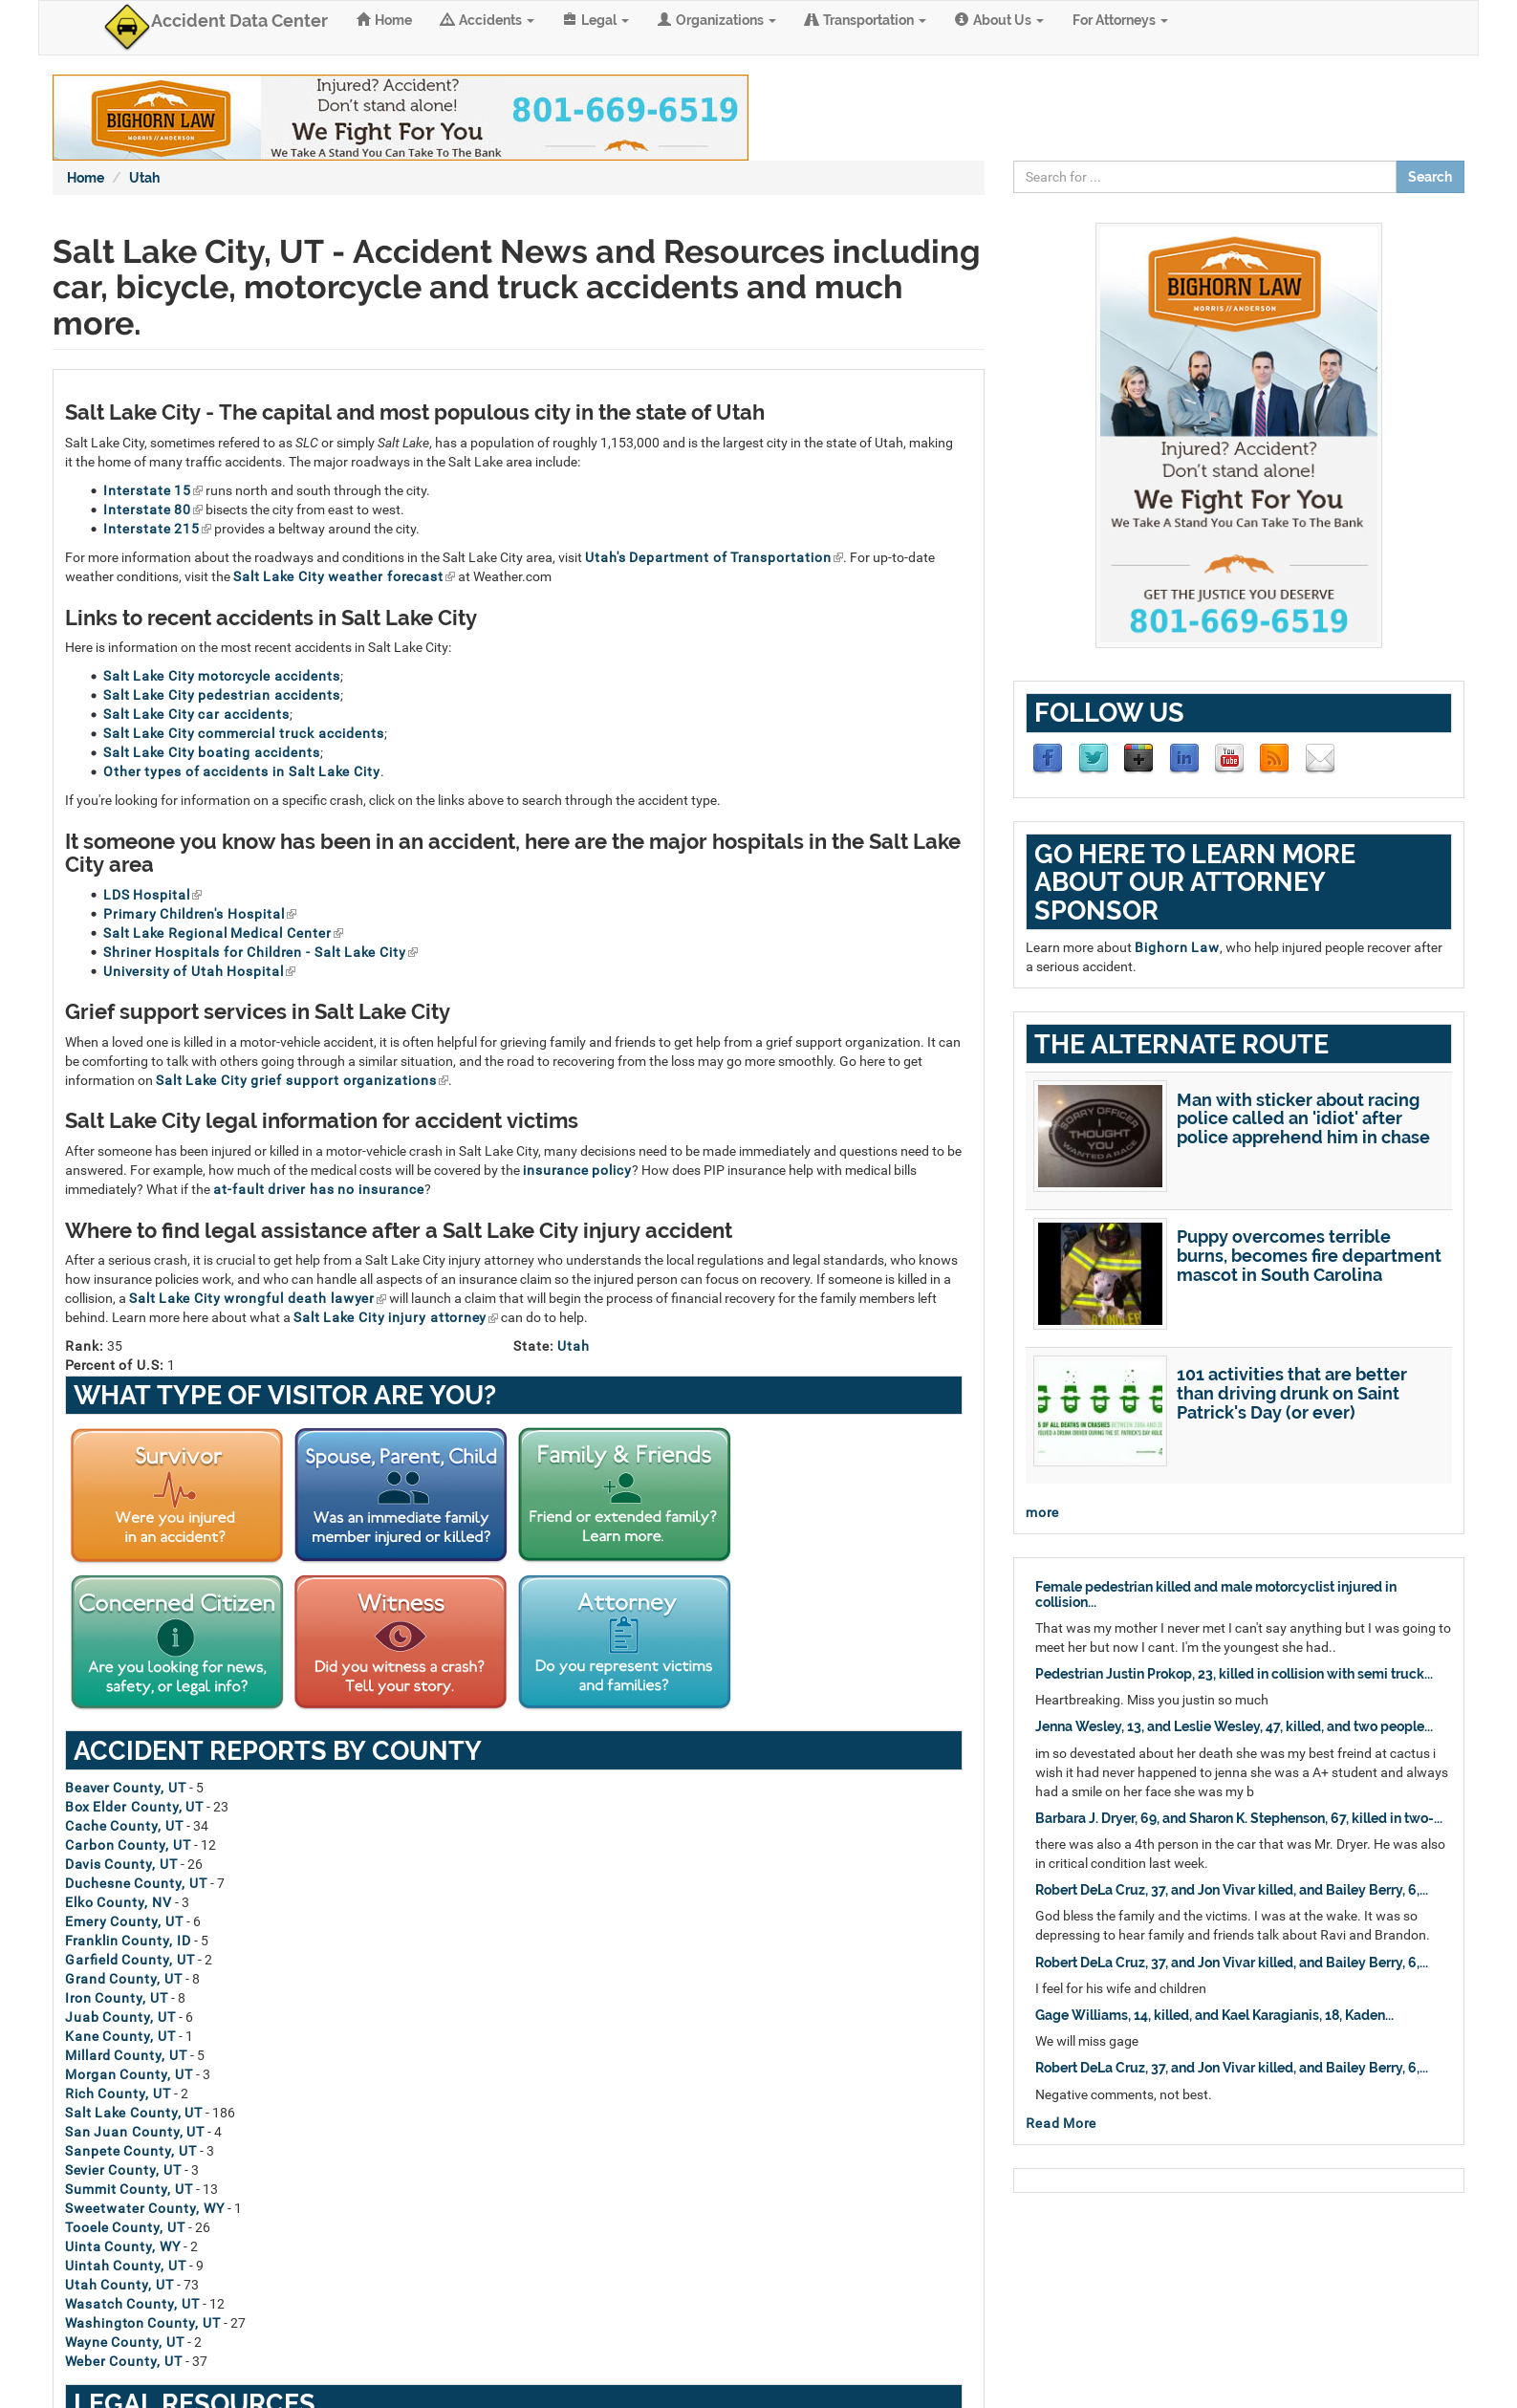 Accident Data Center
Home
Accidents
Legal
Organizations
Transportation
About Us
For Attorneys
BIGHORN LAW
MORRIS//ANDERSON
Injured? Accident?
Don't stand alone!
We Fight For You
We Take A Stand You Can Take To The Bank
801-669-6519
Home / Utah
Search for ...
Search
Salt Lake City, UT - Accident News and Resources including
car, bicycle, motorcycle and truck accidents and much
more.
Salt Lake City - The capital and most populous city in the state of Utah
Salt Lake City, sometimes refered to as SLC or simply Salt Lake, has a population of roughly 1,153,000 and is the largest city in the state of Utah, making
it the home of many traffic accidents. The major roadways in the Salt Lake area include:
• Interstate 15 runs north and south through the city.
• Interstate 80 bisects the city from east to west.
• Interstate 215 provides a beltway around the city.
For more information about the roadways and conditions in the Salt Lake City area, visit Utah's Department of Transportation. For up-to-date
weather conditions, visit the Salt Lake City weather forecast at Weather.com
Links to recent accidents in Salt Lake City
Here is information on the most recent accidents in Salt Lake City:
• Salt Lake City motorcycle accidents;
• Salt Lake City pedestrian accidents;
• Salt Lake City car accidents;
• Salt Lake City commercial truck accidents;
• Salt Lake City boating accidents;
• Other types of accidents in Salt Lake City.
If you're looking for information on a specific crash, click on the links above to search through the accident type.
It someone you know has been in an accident, here are the major hospitals in the Salt Lake
City area
• LDS Hospital
• Primary Children's Hospital
• Salt Lake Regional Medical Center
• Shriner Hospitals for Children - Salt Lake City
• University of Utah Hospital
Grief support services in Salt Lake City
When a loved one is killed in a motor-vehicle accident, it is often helpful for grieving family and friends to get help from a grief support organization. It can
be comforting to talk with others going through a similar situation, and the road to recovering from the loss may go more smoothly. Go here to get
information on Salt Lake City grief support organizations.
Salt Lake City legal information for accident victims
After someone has been injured or killed in a motor-vehicle crash in Salt Lake City, many decisions need to be made immediately and questions need to be
answered. For example, how much of the medical costs will be covered by the insurance policy? How does PIP insurance help with medical bills
immediately? What if the at-fault driver has no insurance?
Where to find legal assistance after a Salt Lake City injury accident
After a serious crash, it is crucial to get help from a Salt Lake City injury attorney who understands the local regulations and legal standards, who knows
how insurance policies work, and who can handle all aspects of an insurance claim so the injured person can focus on recovery. If someone is killed in a
collision, a Salt Lake City wrongful death lawyer will launch a claim that will begin the process of financial recovery for the family members left
behind. Learn more here about what a Salt Lake City injury attorney can do to help.
Rank: 35
State: Utah
Percent of U.S: 1
WHAT TYPE OF VISITOR ARE YOU?
Survivor
Were you injured
in an accident?
Spouse, Parent, Child
Was an immediate family
member injured or killed?
Family & Friends
Friend or extended family?
Learn more.
Concerned Citizen
Are you looking for news,
safety, or legal info?
Witness
Did you witness a crash?
Tell your story.
Attorney
Do you represent victims
and families?
ACCIDENT REPORTS BY COUNTY
Beaver County, UT - 5
Box Elder County, UT - 23
Cache County, UT - 34
Carbon County, UT - 12
Davis County, UT - 26
Duchesne County, UT - 7
Elko County, NV - 3
Emery County, UT - 6
Franklin County, ID - 5
Garfield County, UT - 2
Grand County, UT - 8
Iron County, UT - 8
Juab County, UT - 6
Kane County, UT - 1
Millard County, UT - 5
Morgan County, UT - 3
Rich County, UT - 2
Salt Lake County, UT - 186
San Juan County, UT - 4
Sanpete County, UT - 3
Sevier County, UT - 3
Summit County, UT - 13
Sweetwater County, WY - 1
Tooele County, UT - 26
Uinta County, WY - 2
Uintah County, UT - 9
Utah County, UT - 73
Wasatch County, UT - 12
Washington County, UT - 27
Wayne County, UT - 2
Weber County, UT - 37
LEGAL RESOURCES
BIGHORN LAW
MORRIS//ANDERSON
Injured? Accident?
Don't stand alone!
We Fight For You
We Take A Stand You Can Take To The Bank
GET THE JUSTICE YOU DESERVE
801-669-6519
FOLLOW US
You
Tube
GO HERE TO LEARN MORE
ABOUT OUR ATTORNEY
SPONSOR
Learn more about Bighorn Law, who help injured people recover after
a serious accident.
THE ALTERNATE ROUTE
SORRY OFFICER
I
THOUGHT
YOU
WANTED A RACE
Man with sticker about racing
police called an 'idiot' after
police apprehend him in chase
Puppy overcomes terrible
burns, becomes fire department
mascot in South Carolina
5 OF ALL DEATHS IN CRASHES BETWEEN 2006 AND 20
VOLVED A DRUNK DRIVER DURING THE ST. PATRICK'S DAY HOLID
101 activities that are better
than driving drunk on Saint
Patrick's Day (or ever)
more
Female pedestrian killed and male motorcyclist injured in
collision...
That was my mother I never met I can't say anything but I was going to
meet her but now I cant. I'm the youngest she had..
Pedestrian Justin Prokop, 23, killed in collision with semi truck...
Heartbreaking. Miss you justin so much
Jenna Wesley, 13, and Leslie Wesley, 47, killed, and two people...
im so devestated about her death she was my best freind at cactus i
wish it had never happened to jenna she was a A+ student and always
had a smile on her face she was my b
Barbara J. Dryer, 69, and Sharon K. Stephenson, 67, killed in two-...
there was also a 4th person in the car that was Mr. Dryer. He was also
in critical condition last week.
Robert DeLa Cruz, 37, and Jon Vivar killed, and Bailey Berry, 6,...
God bless the family and the victims. I was at the wake. It was so
depressing to hear family and friends talk about Ravi and Brandon.
Robert DeLa Cruz, 37, and Jon Vivar killed, and Bailey Berry, 6,...
I feel for his wife and children
Gage Williams, 14, killed, and Kael Karagianis, 18, Kaden...
We will miss gage
Robert DeLa Cruz, 37, and Jon Vivar killed, and Bailey Berry, 6,...
Negative comments, not best.
Read More